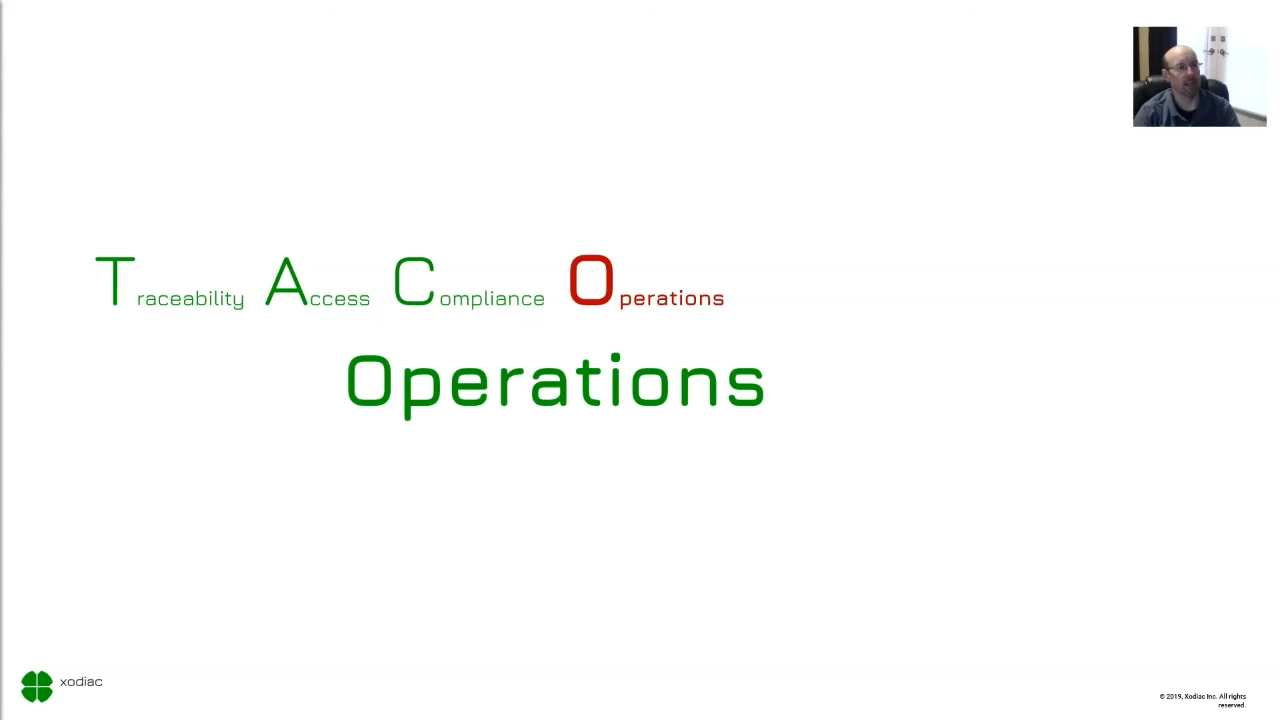 Traceability Access Compliance Operations
Operations
xodiac
© 2019, Xodiac Inc. All rights
reserved.